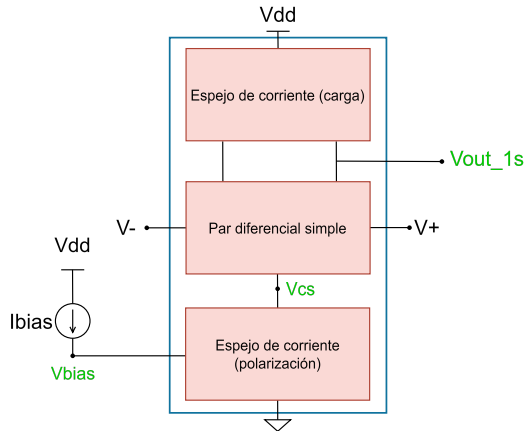 Vdd
Espejo de corriente (carga)
Vout_1s
V-
Par diferencial simple
V+
Vdd
Vcs
Ibias
Espejo de corriente
(polarización)
Vbias